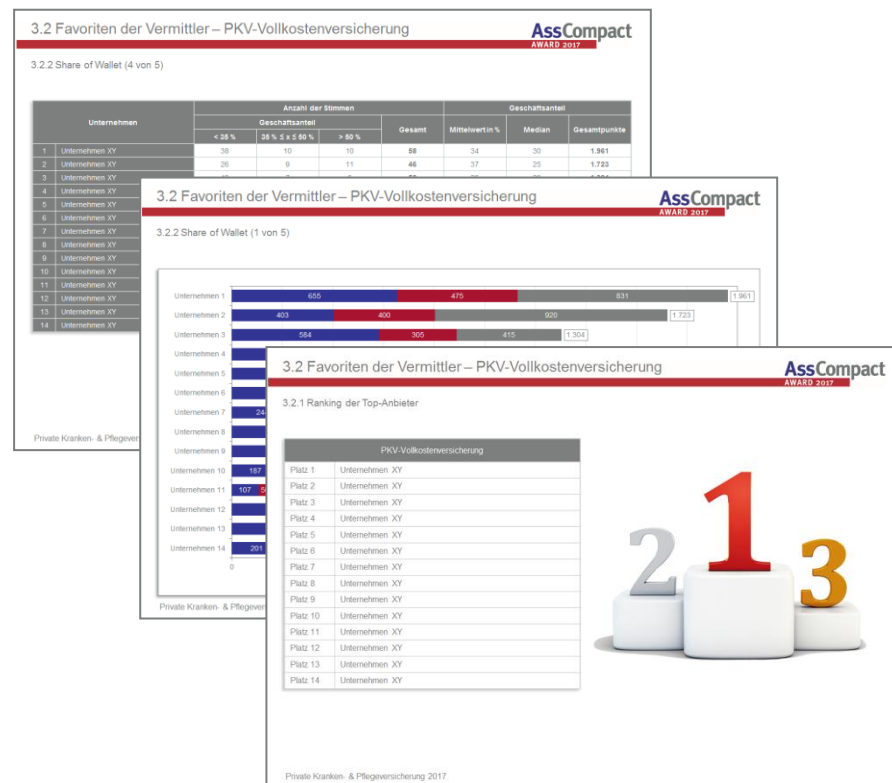 3.2 Favoriten der Vermittler – PKV-Vollkostenversicherung
AssCompact
AWARD 2017
3.2.2 Share of Wallet (4 von 5)
Unternehmen
Anzahl der Stimmen
Geschäftsanteil
Geschäftsanteil
Gesamt
Mittelwert in %
Median
Gesamtpunkte
< 25 %
25 % ≤ x ≤ 50 %
> 50 %
1 Unternehmen XY 38 10 10 58 34 30 1.961
2 Unternehmen XY 26 9 11 46 37 25 1.723
3 Unternehmen XY
4 Unternehmen XY
5 Unternehmen XY
6 Unternehmen XY
7 Unternehmen XY
8 Unternehmen XY
9 Unternehmen XY
10 Unternehmen XY
11 Unternehmen XY
12 Unternehmen XY
13 Unternehmen XY
14 Unternehmen XY
Private Kranken- & Pflegever
3.2 Favoriten der Vermittler – PKV-Vollkostenversicherung
AssCompact
AWARD 2017
3.2.2 Share of Wallet (1 von 5)
Unternehmen 1 655 475 831 1.961
Unternehmen 2 403 400 920 1.723
Unternehmen 3 584 305 415 1.304
Unternehmen 4
Unternehmen 5
Unternehmen 6
Unternehmen 7 24
Unternehmen 8
Unternehmen 9
Unternehmen 10 167
Unternehmen 11 107
Unternehmen 12
Unternehmen 13
Unternehmen 14 201
0
Private Kranken- & Pflegever
3.2 Favoriten der Vermittler – PKV-Vollkostenversicherung
AssCompact
AWARD 2017
3.2.1 Ranking der Top-Anbieter
PKV-Vollkostenversicherung
Platz 1 Unternehmen XY
Platz 2 Unternehmen XY
Platz 3 Unternehmen XY
Platz 4 Unternehmen XY
Platz 5 Unternehmen XY
Platz 6 Unternehmen XY
Platz 7 Unternehmen XY
Platz 8 Unternehmen XY
Platz 9 Unternehmen XY
Platz 10 Unternehmen XY
Platz 11 Unternehmen XY
Platz 12 Unternehmen XY
Platz 13 Unternehmen XY
Platz 14 Unternehmen XY
2 1 3
Private Kranken- & Pflegeversicherung 2017